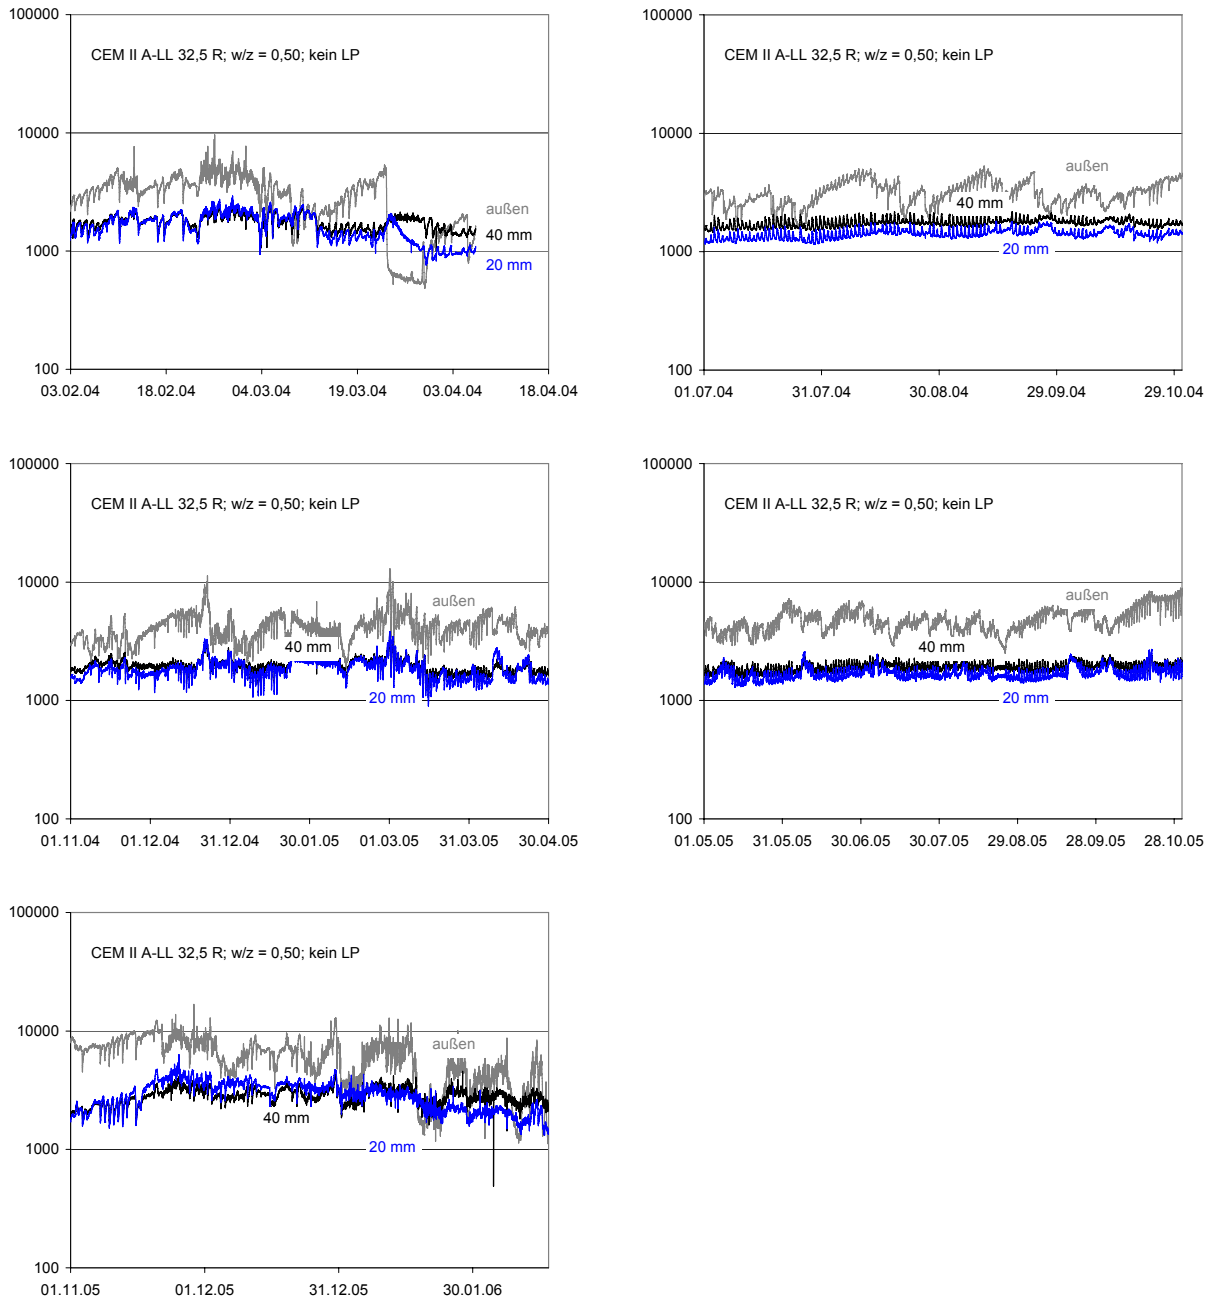 100000
CEM II A-LL 32,5 R; w/z = 0,50; kein LP
10000
außen
40 mm
1000
20 mm
100
03.02.04 18.02.04 04.03.04 19.03.04 03.04.04 18.04.04
100000
CEM II A-LL 32,5 R; w/z = 0,50; kein LP
10000
außen
40 mm
1000
20 mm
100
01.07.04 31.07.04 30.08.04 29.09.04 29.10.04
100000
CEM II A-LL 32,5 R; w/z = 0,50; kein LP
10000
außen
40 mm
1000
20 mm
100
01.11.04 01.12.04 31.12.04 30.01.05 01.03.05 31.03.05 30.04.05
100000
CEM II A-LL 32,5 R; w/z = 0,50; kein LP
10000
außen
40 mm
1000
20 mm
100
01.05.05 31.05.05 30.06.05 30.07.05 29.08.05 28.09.05 28.10.05
100000
CEM II A-LL 32,5 R; w/z = 0,50; kein LP
10000
außen
40 mm
1000
20 mm
100
01.11.05 01.12.05 31.12.05 30.01.06